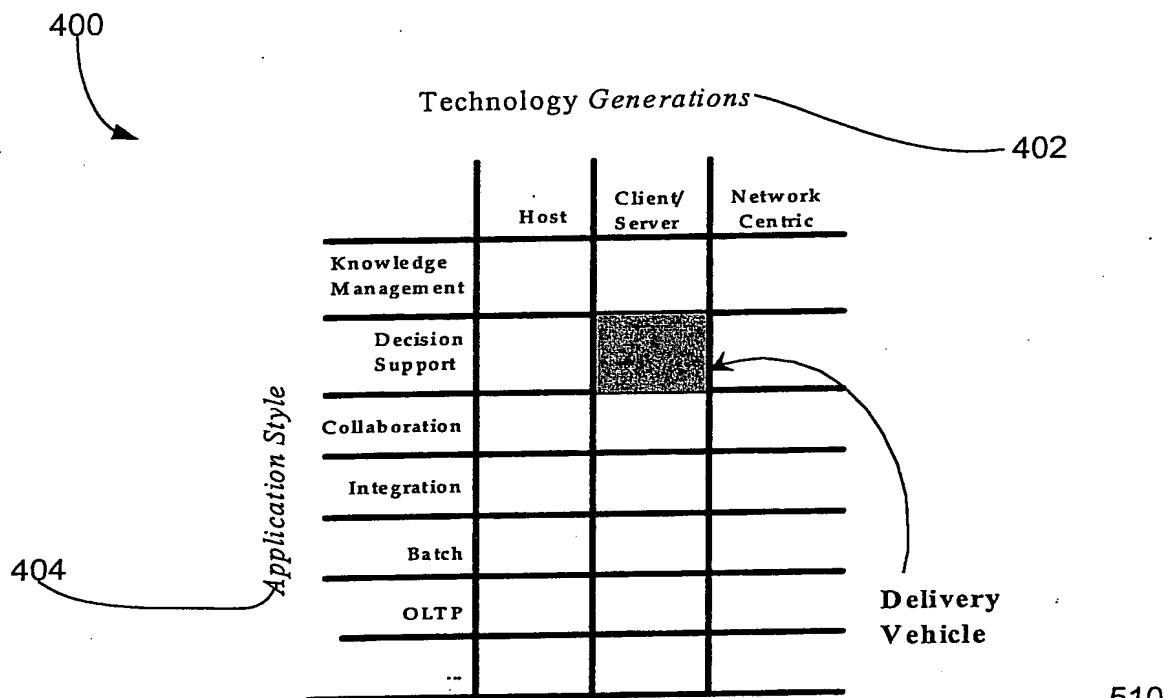 400
Technology Generations
402
Host
Client/
Server
Network
Centric
Knowledge
Management
Decision
Support
Collaboration
Integration
Batch
OLTP
...
Application Style
404
Delivery
Vehicle
510